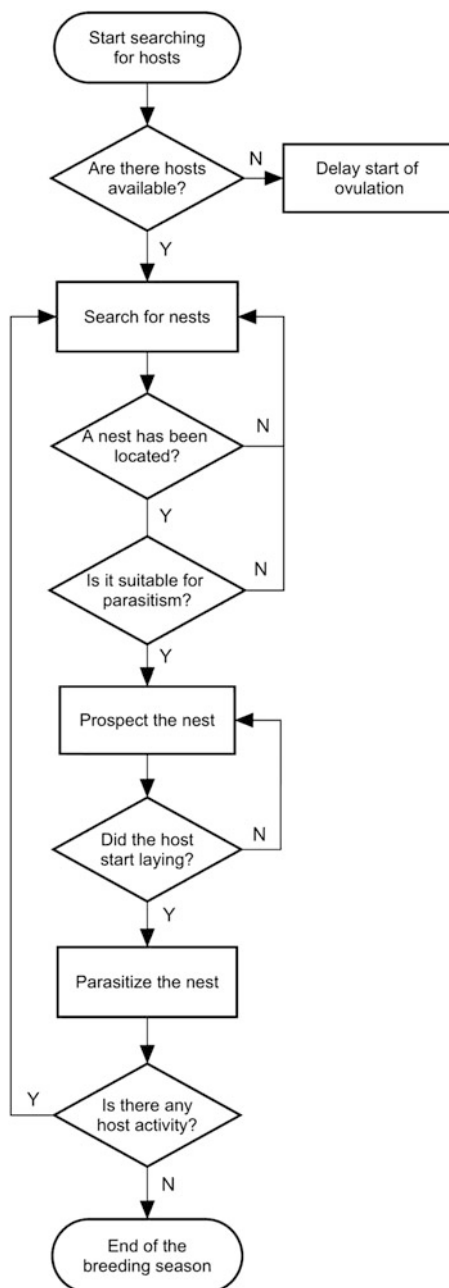 Start searching
for hosts
Are there hosts
available?
N
Delay start of
ovulation
Y
Search for nests
A nest has been
located?
N
Y
Is it suitable for
parasitism?
N
Y
Prospect the nest
Did the host
start laying?
N
Y
Parasitize the nest
Is there any
host activity?
Y
N
End of the
breeding season